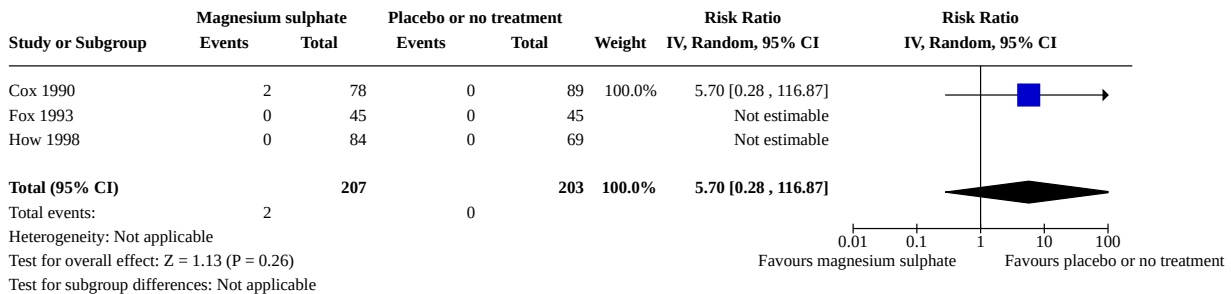 Magnesium sulphate Placebo or no treatment Risk Ratio Risk Ratio
Study or Subgroup Events Total Events Total Weight IV, Random, 95% CI IV, Random, 95% CI
Cox 1990 2 78 0 89 100.0% 5.70 [0.28 , 116.87]
Fox 1993 0 45 0 45 Not estimable
How 1998 0 84 0 69 Not estimable
Total (95% CI) 207 203 100.0% 5.70 [0.28 , 116.87]
Total events: 2 0
Heterogeneity: Not applicable
0.01 0.1 1 10 100
Test for overall effect: Z = 1.13 (P = 0.26) Favours magnesium sulphate Favours placebo or no treatment
Test for subgroup differences: Not applicable